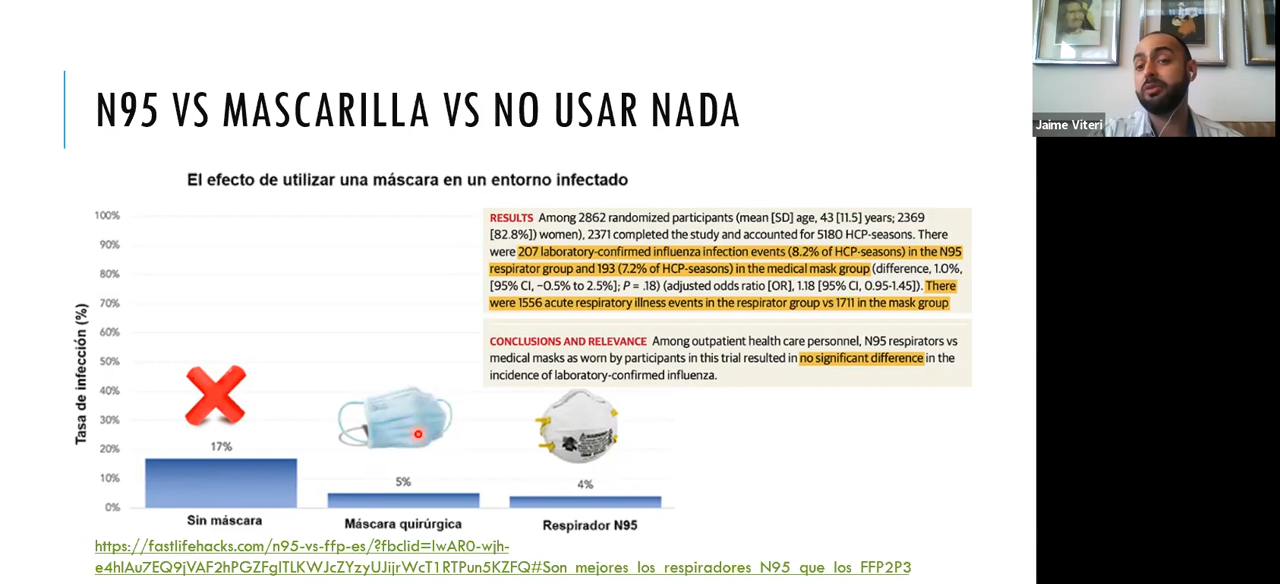 N95 VS MASCARILLA VS NO USAR NADA
Jaime Viteri
El efecto de utilizar una máscara en un entorno infectado
Tasa de infección (%)
100%
90%
80%
70%
60%
50%
40%
30%
20%
10%
0%
17%
5%
4%
Sin máscara
Máscara quirúrgica
Respirador N95
RESULTS Among 2862 randomized participants (mean [SD] age, 43 [11.5] years; 2369
[82.8%]) women), 2371 completed the study and accounted for 5180 HCP-seasons. There
were 207 laboratory-confirmed influenza infection events (8.2% of HCP-seasons) in the N95
respirator group and 193 (7.2% of HCP-seasons) in the medical mask group (difference, 1.0%,
[95% CI, −0.5% to 2.5%]; P = .18) (adjusted odds ratio [OR], 1.18 [95% CI, 0.95-1.45]). There
were 1556 acute respiratory illness events in the respirator group vs 1711 in the mask group
CONCLUSIONS AND RELEVANCE Among outpatient health care personnel, N95 respirators vs
medical masks as worn by participants in this trial resulted in no significant difference in the
incidence of laboratory-confirmed influenza.
https://fastlifehacks.com/n95-vs-ffp-es/?fbclid=IwAR0-wjh-
e4hlAu7EQ9jVAF2hPGZFgITLKWJcZYzyUJijrWcT1RTPun5KZFQ#Son_mejores_los_respiradores_N95_que_los_FFP2P3